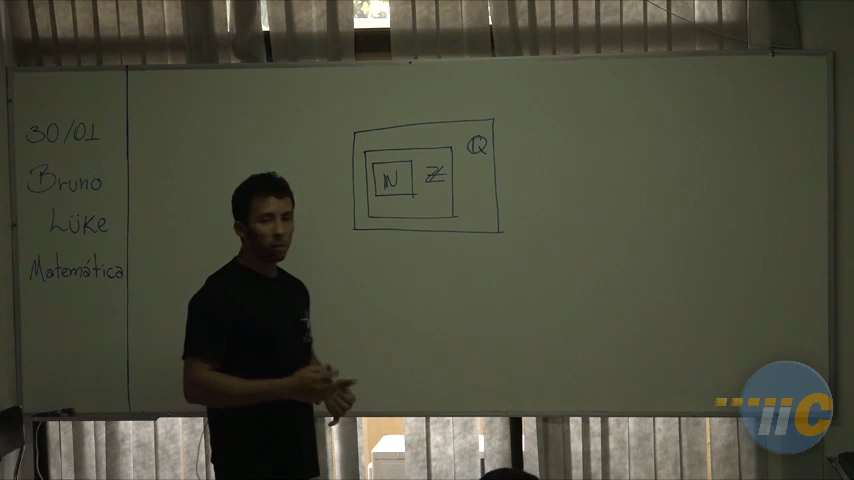 30/01
Bruno
Lüke
Matemática
N Z Q
iiC